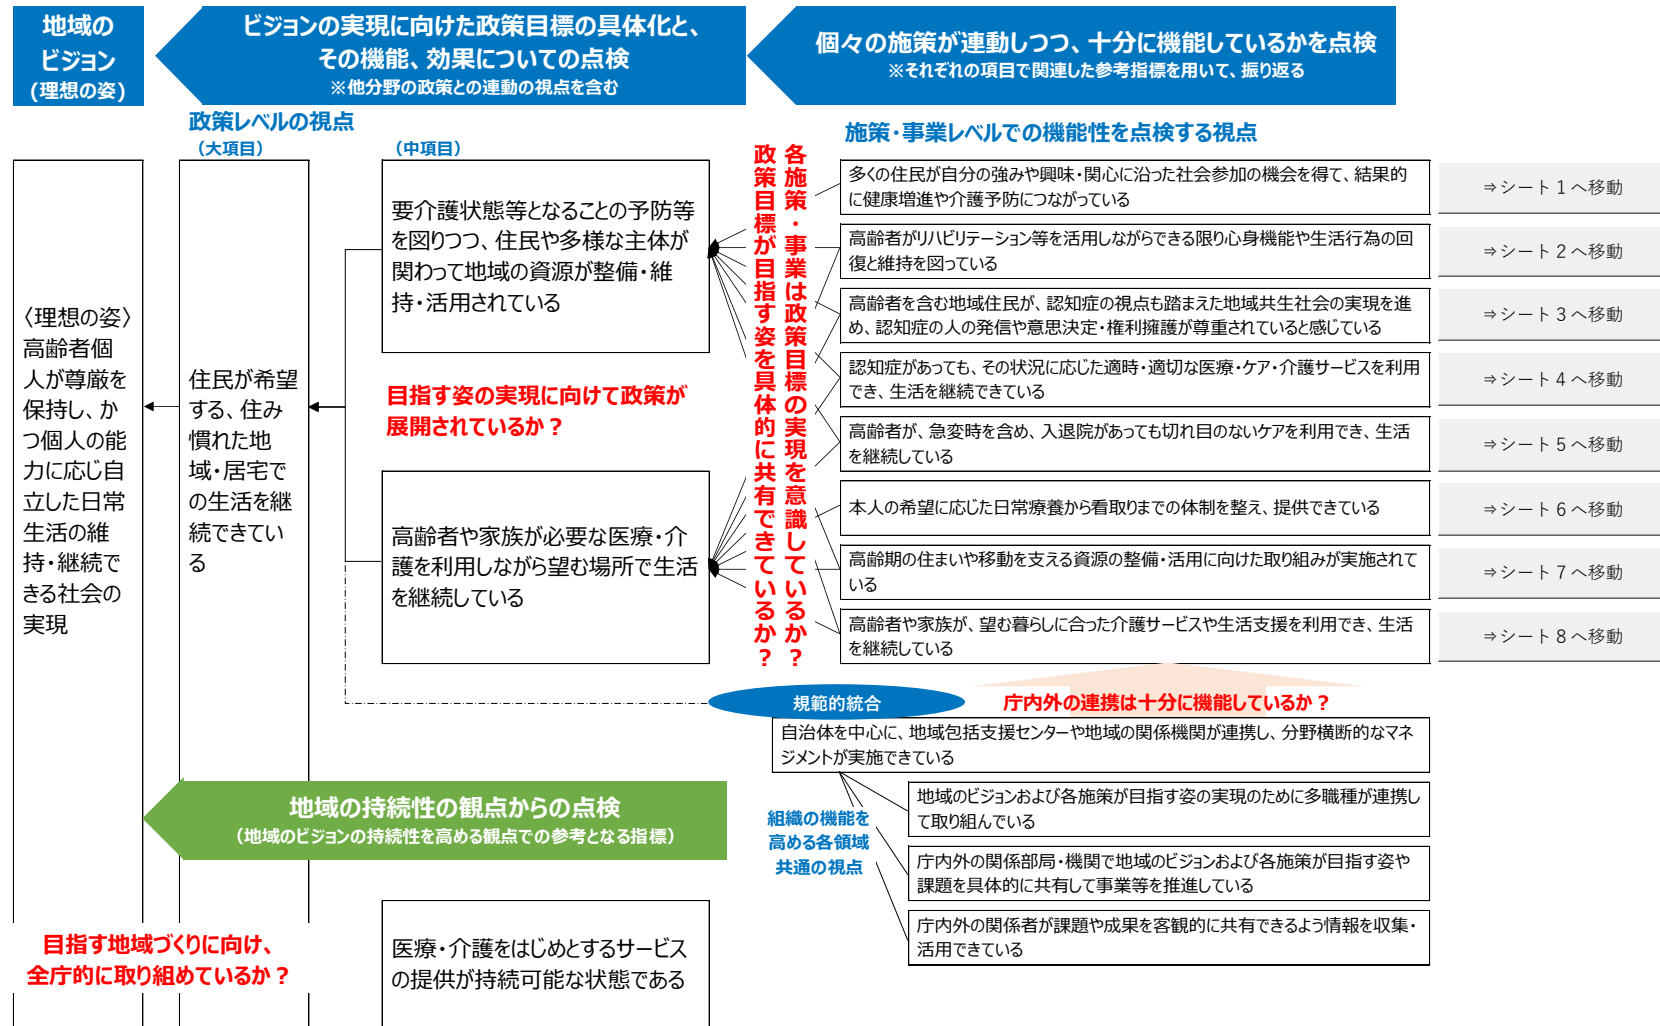 地域の
ビジョン
(理想の姿)
ビジョンの実現に向けた政策目標の具体化と、
その機能、効果についての点検
※他分野の政策との連動の視点を含む
個々の施策が連動しつつ、十分に機能しているかを点検
※それぞれの項目で関連した参考指標を用いて、振り返る
政策レベルの視点
（大項目）
（中項目）
施策・事業レベルでの機能性を点検する視点
〈理想の姿〉
高齢者個
人が尊厳を
保持し、か
つ個人の能
力に応じ自
立した日常
生活の維
持・継続で
きる社会の
実現
住民が希望
する、住み
慣れた地
域・居宅で
の生活を継
続できてい
る
要介護状態等となることの予防等
を図りつつ、住民や多様な主体が
関わって地域の資源が整備・維
持・活用されている
目指す姿の実現に向けて政策が
展開されているか？
高齢者や家族が必要な医療・介
護を利用しながら望む場所で生活
を継続している
各施策・事業は政策目標の実現を意識しているか？
政策目標が目指す姿を具体的に共有できているか？
多くの住民が自分の強みや興味・関心に沿った社会参加の機会を得て、結果的
に健康増進や介護予防につながっている
⇒シート１へ移動
高齢者がリハビリテーション等を活用しながらできる限り心身機能や生活行為の回
復と維持を図っている
⇒シート２へ移動
高齢者を含む地域住民が、認知症の視点も踏まえた地域共生社会の実現を進
め、認知症の人の発信や意思決定・権利擁護が尊重されていると感じている
⇒シート３へ移動
認知症があっても、その状況に応じた適時・適切な医療・ケア・介護サービスを利用
でき、生活を継続できている
⇒シート４へ移動
高齢者が、急変時を含め、入退院があっても切れ目のないケアを利用でき、生活
を継続している
⇒シート５へ移動
本人の希望に応じた日常療養から看取りまでの体制を整え、提供できている
⇒シート６へ移動
高齢期の住まいや移動を支える資源の整備・活用に向けた取り組みが実施されて
いる
⇒シート７へ移動
高齢者や家族が、望む暮らしに合った介護サービスや生活支援を利用でき、生活
を継続している
⇒シート８へ移動
規範的統合
庁内外の連携は十分に機能しているか？
自治体を中心に、地域包括支援センターや地域の関係機関が連携し、分野横断的なマネ
ジメントが実施できている
地域の持続性の観点からの点検
（地域のビジョンの持続性を高める観点での参考となる指標）
組織の機能を
高める各領域
共通の視点
地域のビジョンおよび各施策が目指す姿の実現のために多職種が連携し
て取り組んでいる
庁内外の関係部局・機関で地域のビジョンおよび各施策が目指す姿や
課題を具体的に共有して事業等を推進している
庁内外の関係者が課題や成果を客観的に共有できるよう情報を収集・
活用できている
目指す地域づくりに向け、
全庁的に取り組めているか？
医療・介護をはじめとするサービス
の提供が持続可能な状態である